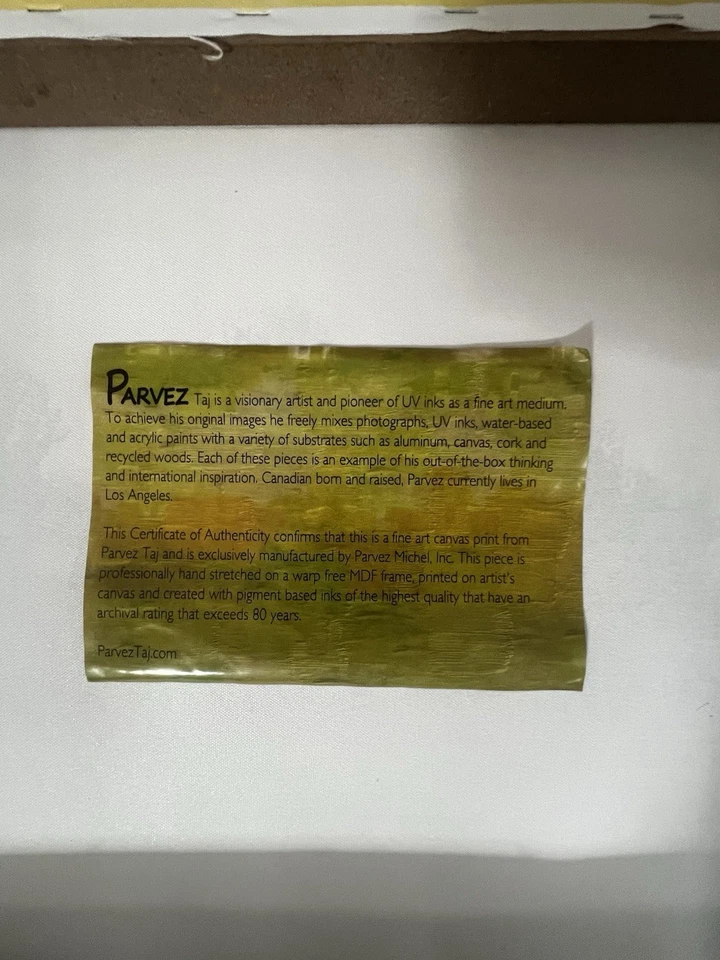 PARVEZ Taj is a visionary artist and pioneer of UV inks as a fine art medium.
To achieve his original images he freely mixes photographs, UV inks, water-based
and acrylic paints with a variety of substrates such as aluminum, canvas, cork and
recycled woods. Each of these pieces is an example of his out-of-the-box thinking
and international inspiration. Canadian born and raised, Parvez currently lives in
Los Angeles.
This Certificate of Authenticity confirms that this is a fine art canvas print from
Parvez Taj and is exclusively manufactured by Parvez Michel, Inc. This piece is
professionally hand stretched on a warp free MDF frame, printed on artist's
canvas and created with pigment based inks of the highest quality that have an
archival rating that exceeds 80 years.
ParvezTaj.com